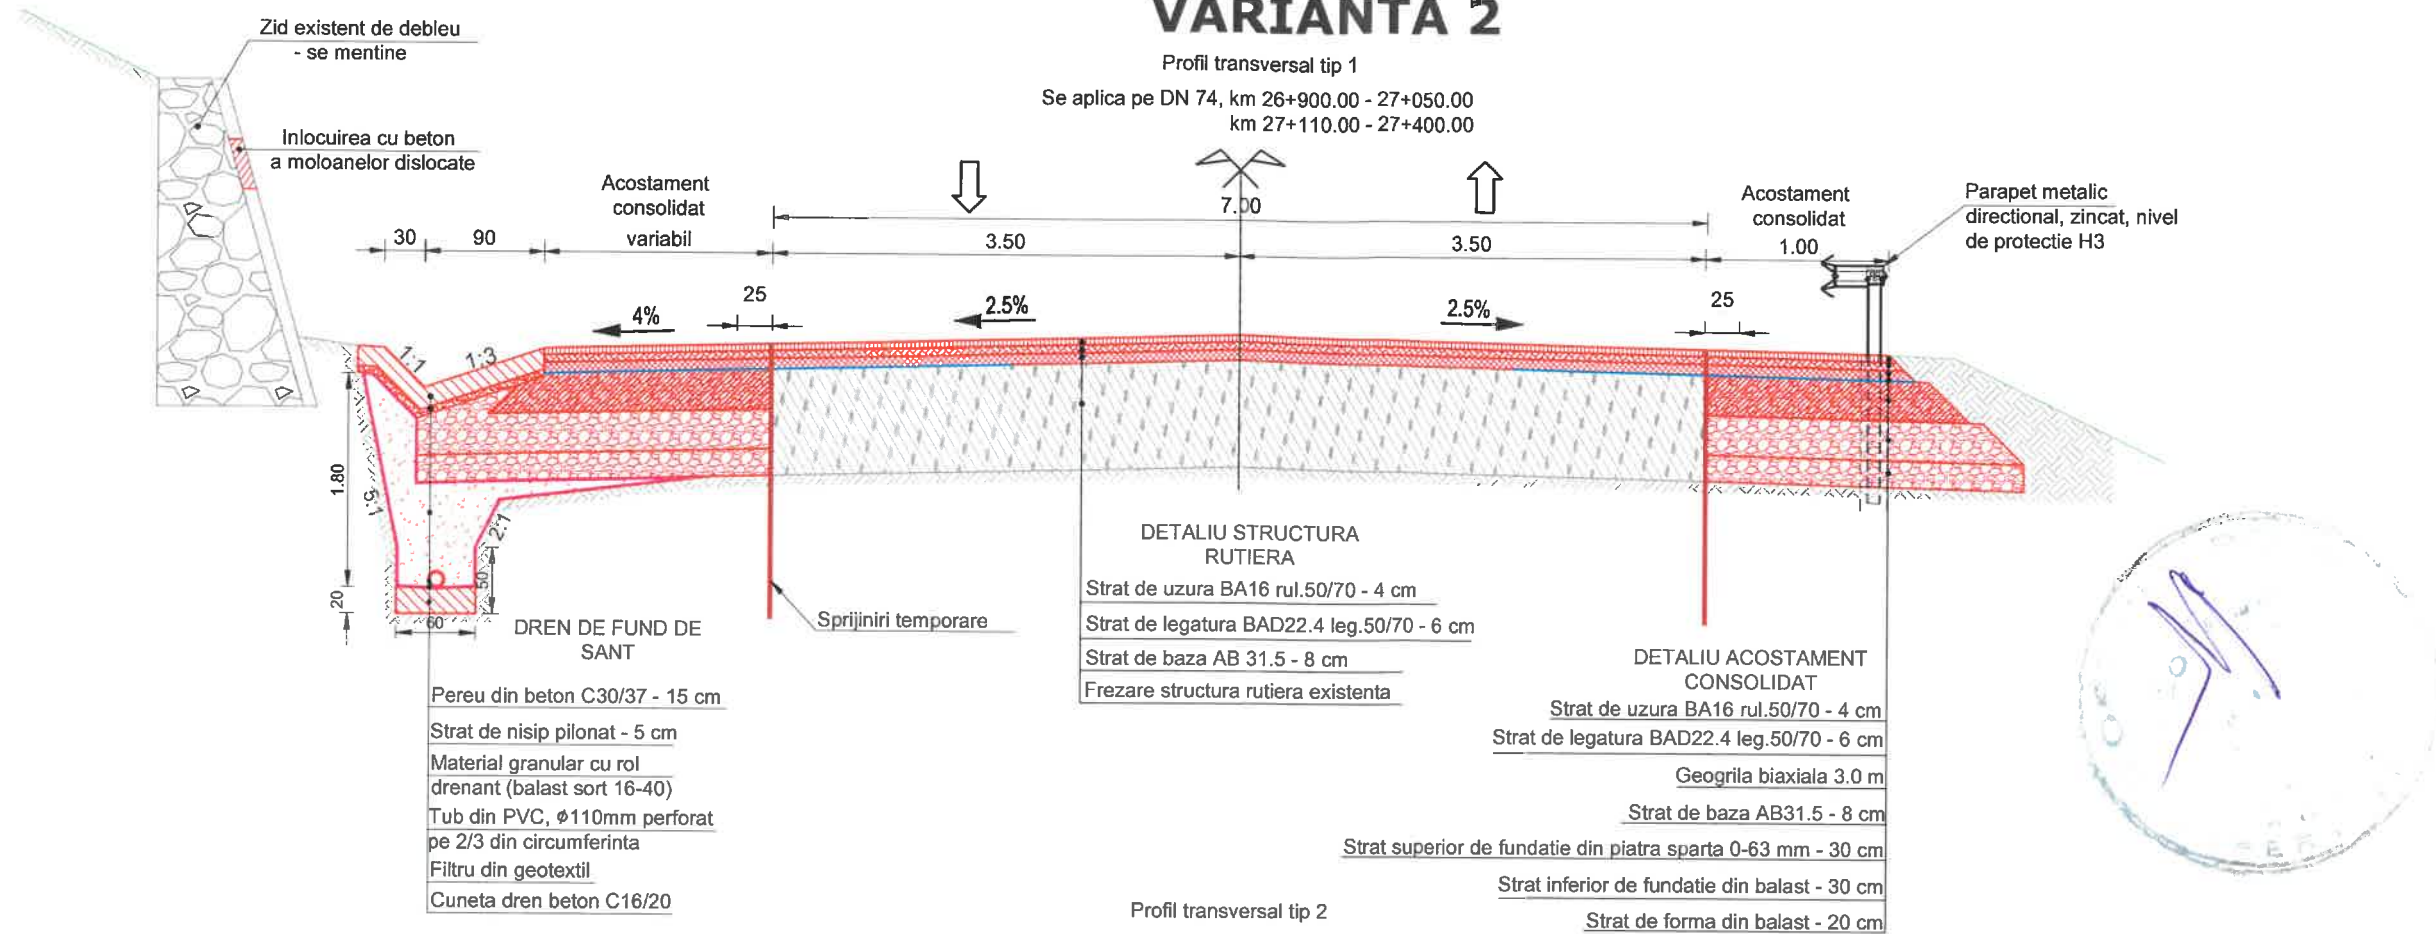 VARIANTA 2
Profil transversal tip 1
Se aplica pe DN 74, km 26+900.00 - 27+050.00
km 27+110.00 - 27+400.00
Zid existent de debleu
- se mentine
Inlocuirea cu beton
a moloanelor dislocate
Acostament
consolidat
variabil
30
90
7.00
3.50
3.50
Acostament
consolidat
1.00
Parapet metalic
directional, zincat, nivel
de protectie H3
25
25
4%
2.5%
2.5%
1:1
1:3
1.80
5:1
2:1
50
20
60
Sprijiniri temporare
DREN DE FUND DE
SANT
Pereu din beton C30/37 - 15 cm
Strat de nisip pilonat - 5 cm
Material granular cu rol
drenant (balast sort 16-40)
Tub din PVC, ϕ110mm perforat
pe 2/3 din circumferinta
Filtru din geotextil
Cuneta dren beton C16/20
DETALIU STRUCTURA
RUTIERA
Strat de uzura BA16 rul.50/70 - 4 cm
Strat de legatura BAD22.4 leg.50/70 - 6 cm
Strat de baza AB 31.5 - 8 cm
Frezare structura rutiera existenta
DETALIU ACOSTAMENT
CONSOLIDAT
Strat de uzura BA16 rul.50/70 - 4 cm
Strat de legatura BAD22.4 leg.50/70 - 6 cm
Geogrila biaxiala 3.0 m
Strat de baza AB31.5 - 8 cm
Strat superior de fundatie din piatra sparta 0-63 mm - 30 cm
Strat inferior de fundatie din balast - 30 cm
Strat de forma din balast - 20 cm
Profil transversal tip 2